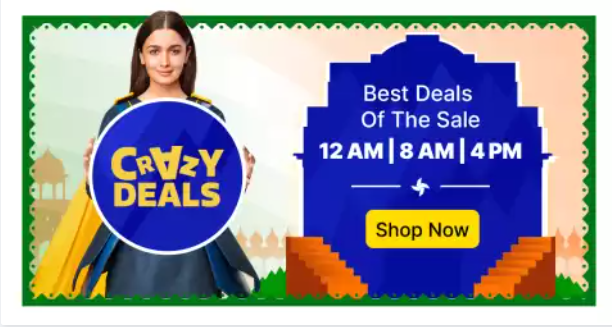 CRAZY
DEALS
Best Deals
Of The Sale
12 AM | 8 AM | 4 PM
Shop Now